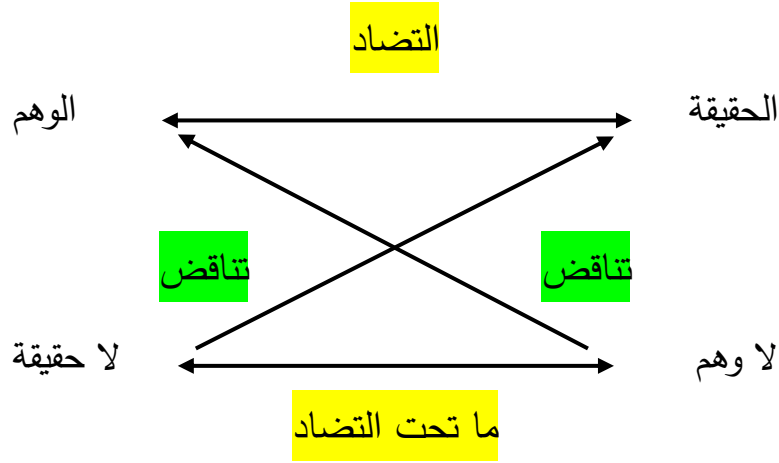 التضاد
الحقيقة
الوهم
تناقض
تناقض
لا وهم
لا حقيقة
ما تحت التضاد